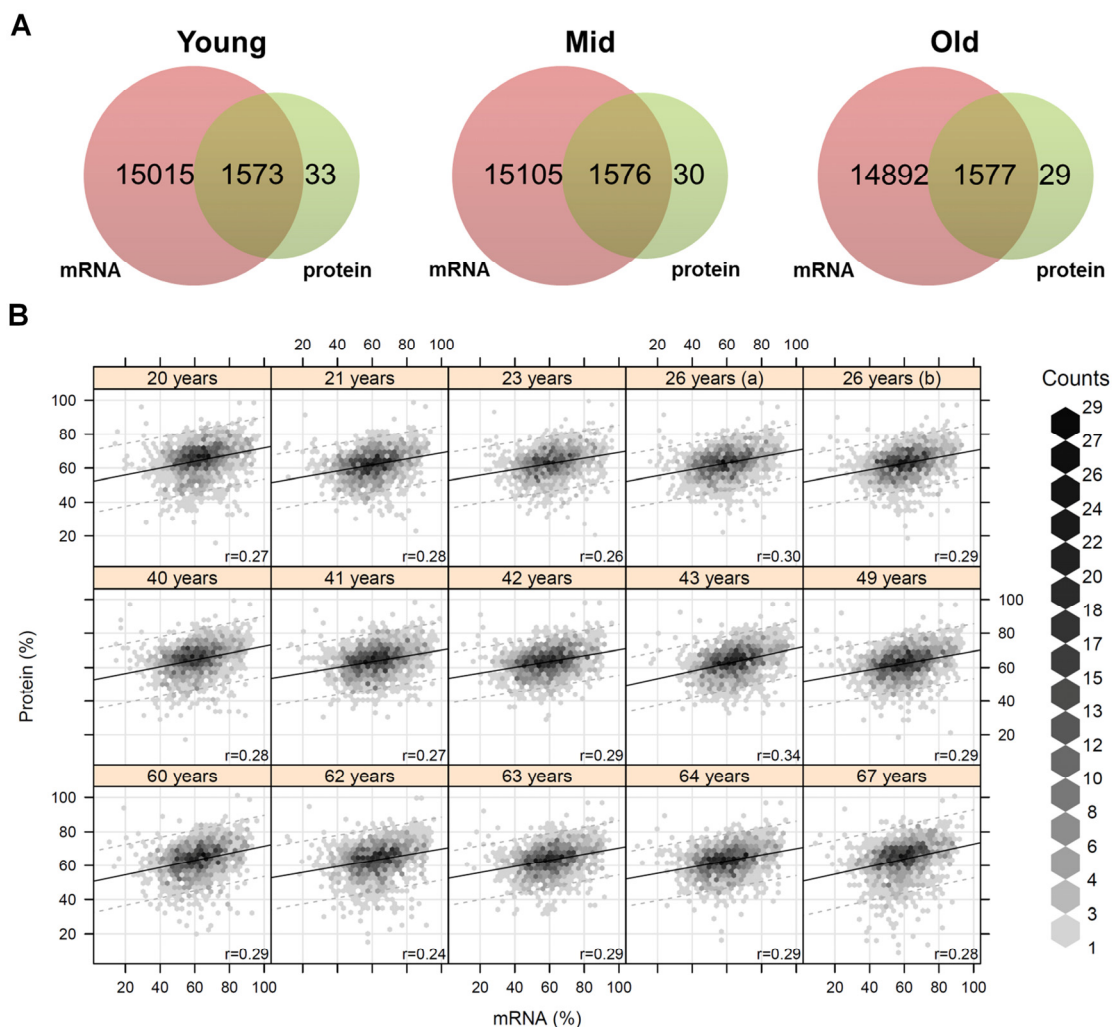 A
Young Mid Old
15015 1573 33 15105 1576 30 14892 1577 29
mRNA protein mRNA protein mRNA protein
B
20 40 60 80 100 20 40 60 80 100
20 years 21 years 23 years 26 years (a) 26 years (b)
100
80
60
40
20
r=0.27 r=0.28 r=0.26 r=0.30 r=0.29
40 years 41 years 42 years 43 years 49 years
100
80
60
40
20
r=0.28 r=0.27 r=0.29 r=0.34 r=0.29
60 years 62 years 63 years 64 years 67 years
100
80
60
40
20
r=0.29 r=0.24 r=0.29 r=0.29 r=0.28
20 40 60 80 100 20 40 60 80 100 20 40 60 80 100
Protein (%)
mRNA (%)
Counts
29
27
26
24
22
20
18
17
15
13
12
10
8
6
4
3
1